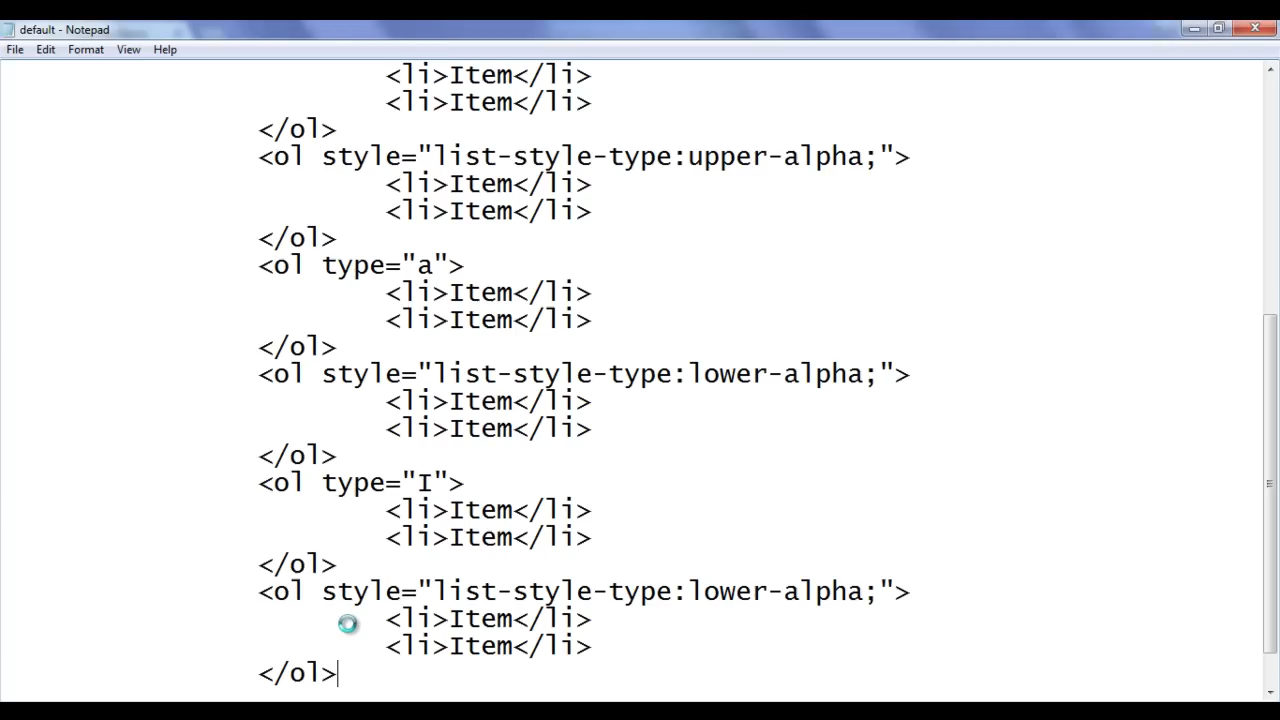 default - Notepad
File Edit Format View Help
<li>Item</li>
<li>Item</li>
</ol>
<ol style="list-style-type:upper-alpha;">
<li>Item</li>
<li>Item</li>
</ol>
<ol type="a">
<li>Item</li>
<li>Item</li>
</ol>
<ol style="list-style-type:lower-alpha;">
<li>Item</li>
<li>Item</li>
</ol>
<ol type="I">
<li>Item</li>
<li>Item</li>
</ol>
<ol style="list-style-type:lower-alpha;">
<li>Item</li>
<li>Item</li>
</ol>